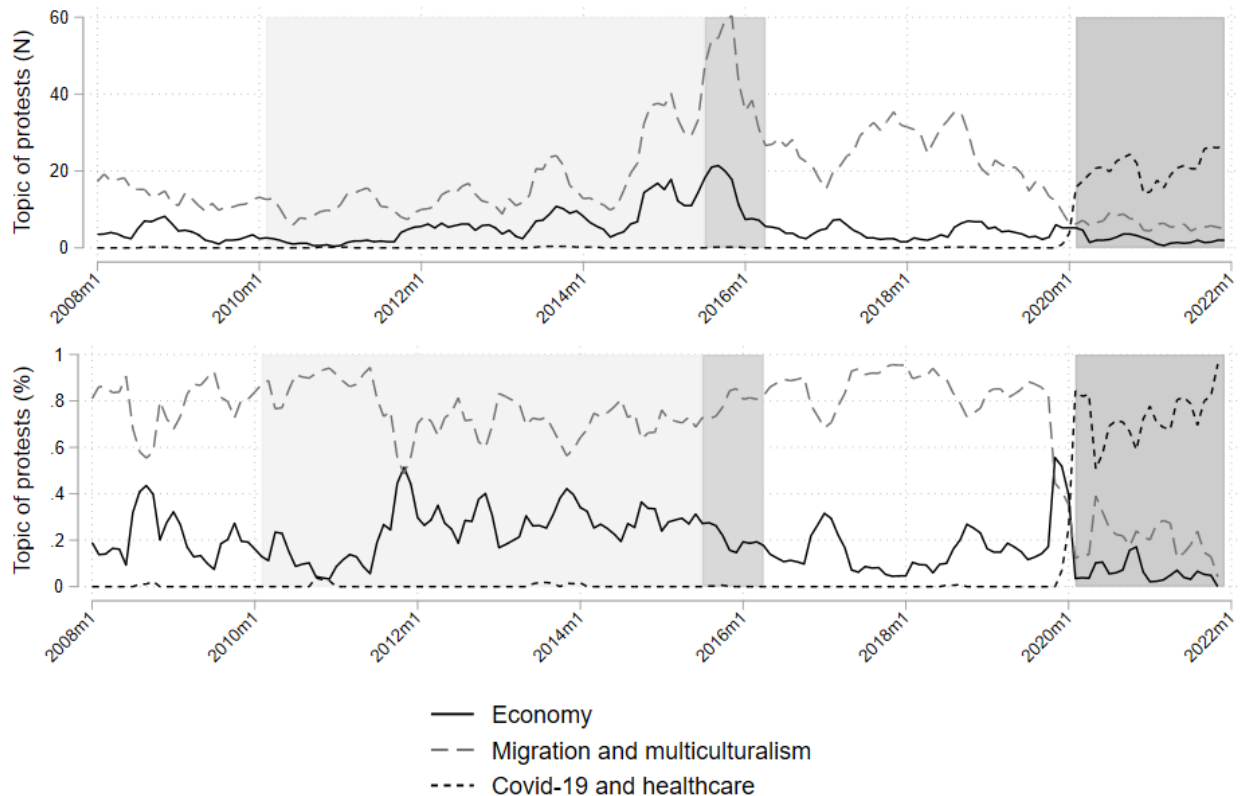 Topic of protests (N)
60
40
20
0
2008m1
2010m1
2012m1
2014m1
2016m1
2018m1
2020m1
2022m1
Topic of protests (%)
1
.8
.6
.4
.2
0
2008m1
2010m1
2012m1
2014m1
2016m1
2018m1
2020m1
2022m1
Economy
Migration and multiculturalism
Covid-19 and healthcare